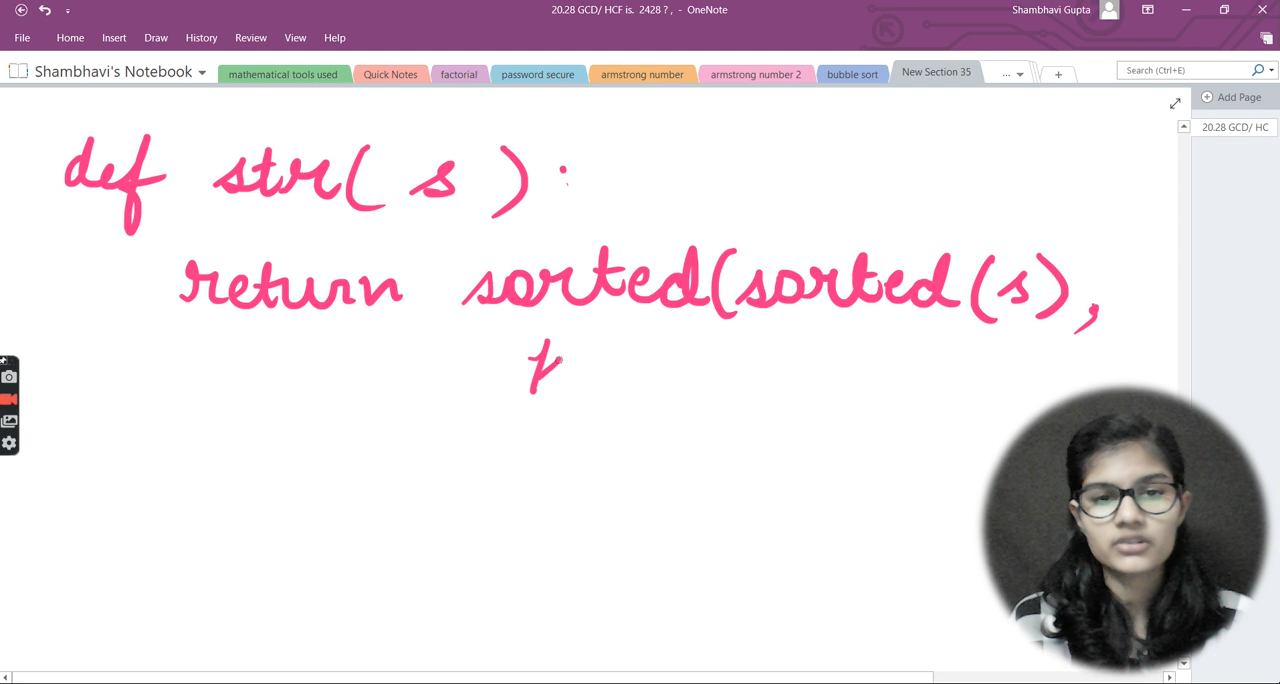 20.28 GCD/ HCF is. 2428 ? , - OneNote
Shambhavi Gupta
File Home Insert Draw History Review View Help
Shambhavi's Notebook
mathematical tools used Quick Notes factorial password secure armstrong number armstrong number 2 bubble sort New Section 35 ... +
Search (Ctrl+E)
Add Page
20.28 GCD/ HC
def str( s ) :
return sorted(sorted(s),